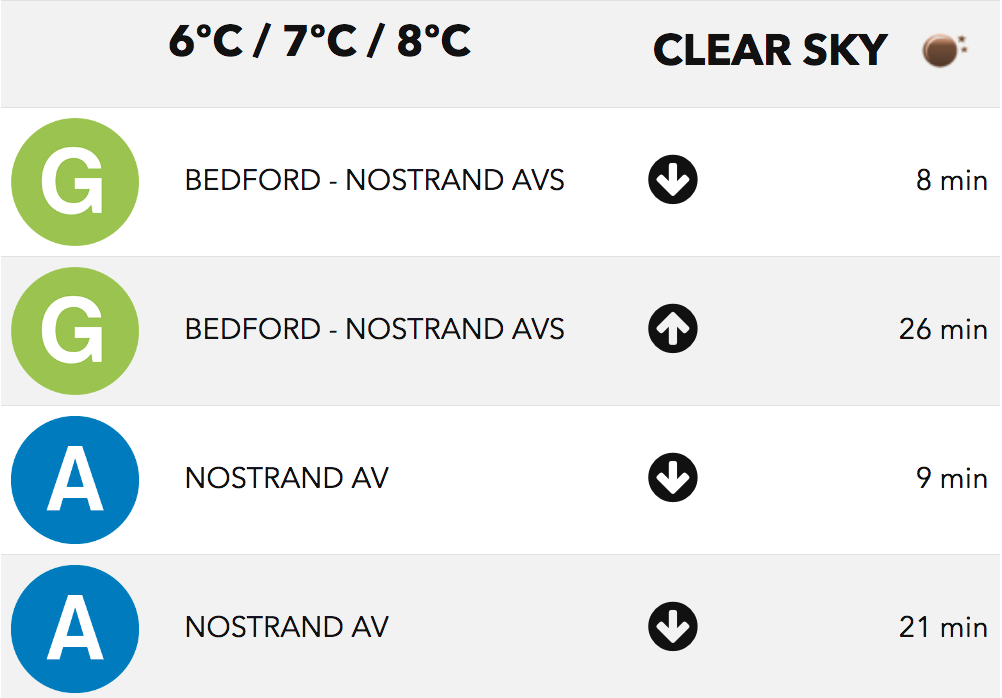 6°C / 7°C / 8°C CLEAR SKY
G BEDFORD - NOSTRAND AVS 8 min
G BEDFORD - NOSTRAND AVS 26 min
A NOSTRAND AV 9 min
A NOSTRAND AV 21 min